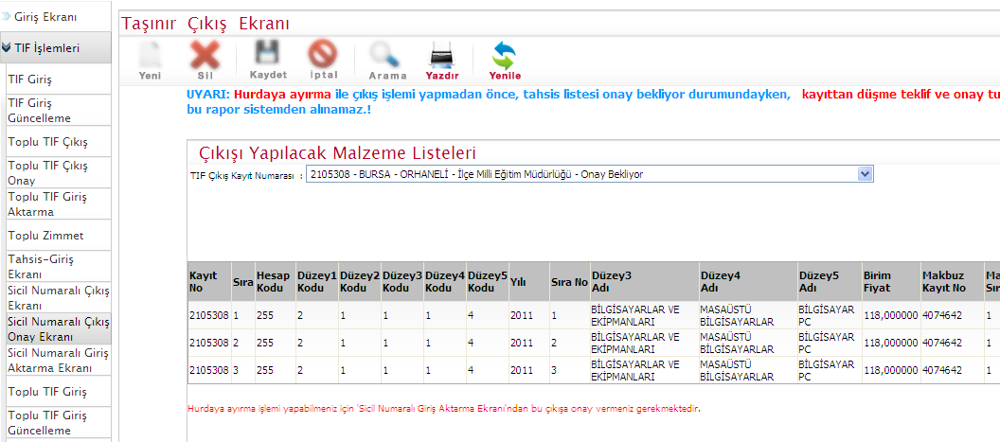 Giriş Ekranı
TIF İşlemleri
TIF Giriş
TIF Giriş
Güncelleme
Toplu TIF Çıkış
Toplu TIF Çıkış
Onay
Toplu TIF Giriş
Aktarma
Toplu Zimmet
Tahsis-Giriş
Ekranı
Sicil Numaralı Çıkış
Ekranı
Sicil Numaralı Çıkış
Onay Ekranı
Sicil Numaralı Giriş
Aktarma Ekranı
Toplu TIF Giriş
Toplu TIF Giriş
Güncelleme
Taşınır Çıkış Ekranı
Yeni Sil Kaydet İptal Arama Yazdır Yenile
UYARI: Hurdaya ayırma ile çıkış işlemi yapmadan önce, tahsis listesi onay bekliyor durumundayken, kayıttan düşme teklif ve onay tu
bu rapor sistemden alınamaz.!
Çıkışı Yapılacak Malzeme Listeleri
TIF Çıkış Kayıt Numarası : 2105308 - BURSA - ORHANELİ - İlçe Milli Eğitim Müdürlüğü - Onay Bekliyor
Kayıt No Sıra Hesap Kodu Düzey1 Kodu Düzey2 Kodu Düzey3 Kodu Düzey4 Kodu Düzey5 Kodu Yılı Sıra No Düzey3 Adı Düzey4 Adı Düzey5 Adı Birim Fiyat Makbuz Kayıt No Ma Sır
2105308 1 255 2 1 1 1 4 2011 1 BİLGİSAYARLAR VE EKİPMANLARI MASAÜSTÜ BİLGİSAYARLAR BİLGİSAYAR PC 118,000000 4074642 1
2105308 2 255 2 1 1 1 4 2011 2 BİLGİSAYARLAR VE EKİPMANLARI MASAÜSTÜ BİLGİSAYARLAR BİLGİSAYAR PC 118,000000 4074642 1
2105308 3 255 2 1 1 1 4 2011 3 BİLGİSAYARLAR VE EKİPMANLARI MASAÜSTÜ BİLGİSAYARLAR BİLGİSAYAR PC 118,000000 4074642 1
Hurdaya ayırma işlemi yapabilmeniz için 'Sicil Numaralı Giriş Aktarma Ekranı'ndan bu çıkışa onay vermeniz gerekmektedir.